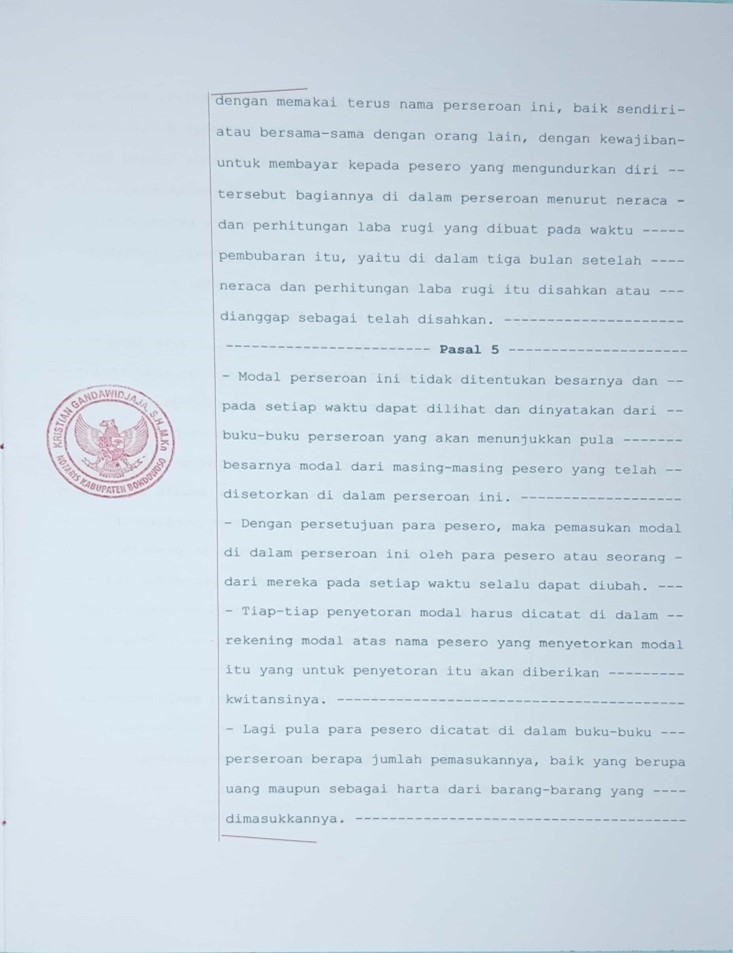 dengan memakai terus nama perseroan ini, baik sendiri-
atau bersama-sama dengan orang lain, dengan kewajiban-
untuk membayar kepada pesero yang mengundurkan diri --
tersebut bagiannya di dalam perseroan menurut neraca -
dan perhitungan laba rugi yang dibuat pada waktu -----
pembubaran itu, yaitu di dalam tiga bulan setelah ----
neraca dan perhitungan laba rugi itu disahkan atau ---
dianggap sebagai telah disahkan. ---------------------
------------------------ Pasal 5 ---------------------
- Modal perseroan ini tidak ditentukan besarnya dan --
pada setiap waktu dapat dilihat dan dinyatakan dari --
buku-buku perseroan yang akan menunjukkan pula -------
besarnya modal dari masing-masing pesero yang telah --
disetorkan di dalam perseroan ini. -------------------
- Dengan persetujuan para pesero, maka pemasukan modal
di dalam perseroan ini oleh para pesero atau seorang -
dari mereka pada setiap waktu selalu dapat diubah. ---
- Tiap-tiap penyetoran modal harus dicatat di dalam --
rekening modal atas nama pesero yang menyetorkan modal
itu yang untuk penyetoran itu akan diberikan ---------
kwitansinya. -----------------------------------------
- Lagi pula para pesero dicatat di dalam buku-buku ---
perseroan berapa jumlah pemasukannya, baik yang berupa
uang maupun sebagai harta dari barang-barang yang ----
dimasukkannya. ---------------------------------------
KRISTIAN GANDAWIDJAJA, S.H.,M.Kn
NOTARIS KABUPATEN BONDOWOSO